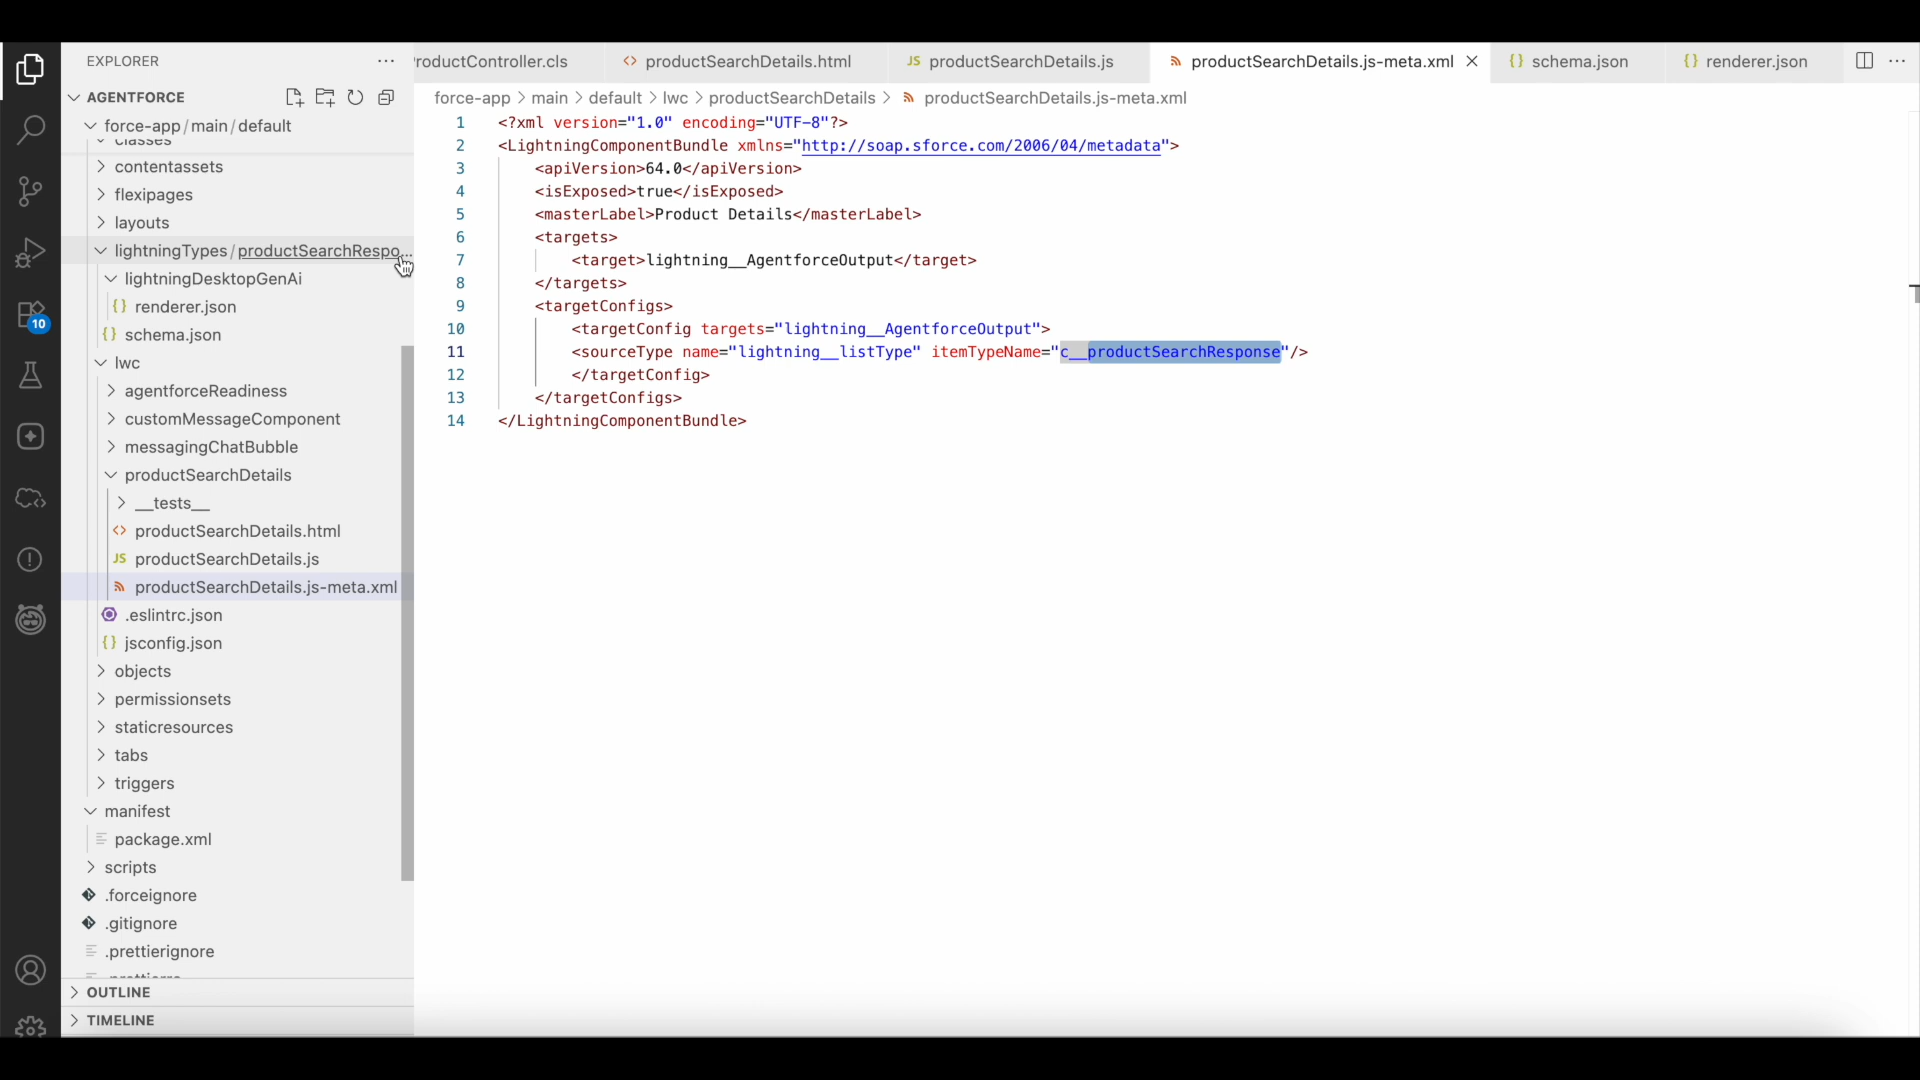 EXPLORER
AGENTFORCE
force-app/main/default
classes
contentassets
flexipages
layouts
lightningTypes/productSearchRespo...
lightningDesktopGenAi
{} renderer.json
{} schema.json
lwc
agentforceReadiness
customMessageComponent
messagingChatBubble
productSearchDetails
__tests__
<> productSearchDetails.html
JS productSearchDetails.js
productSearchDetails.js-meta.xml
.eslintrc.json
{} jsconfig.json
objects
permissionsets
staticresources
tabs
triggers
manifest
package.xml
scripts
.forceignore
.gitignore
.prettierignore
OUTLINE
TIMELINE
10
roductController.cls <> productSearchDetails.html JS productSearchDetails.js productSearchDetails.js-meta.xml {} schema.json {} renderer.json
force-app > main > default > lwc > productSearchDetails > productSearchDetails.js-meta.xml
1 <?xml version="1.0" encoding="UTF-8"?>
2 <LightningComponentBundle xmlns="http://soap.sforce.com/2006/04/metadata">
3 <apiVersion>64.0</apiVersion>
4 <isExposed>true</isExposed>
5 <masterLabel>Product Details</masterLabel>
6 <targets>
7 <target>lightning__AgentforceOutput</target>
8 </targets>
9 <targetConfigs>
10 <targetConfig targets="lightning__AgentforceOutput">
11 <sourceType name="lightning__listType" itemTypeName="c__productSearchResponse"/>
12 </targetConfig>
13 </targetConfigs>
14 </LightningComponentBundle>